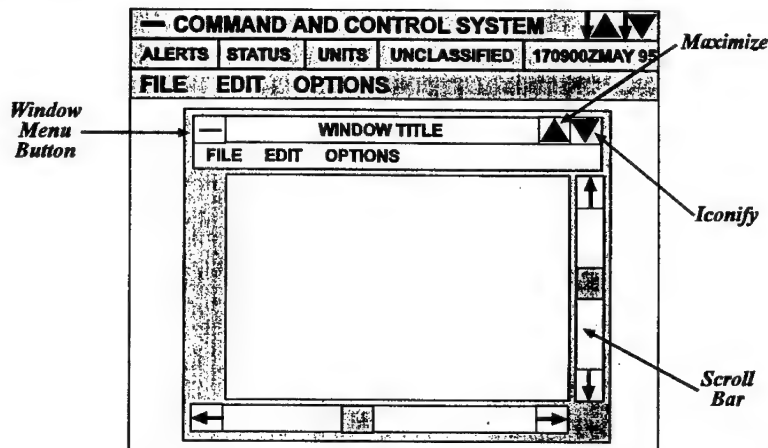 COMMAND AND CONTROL SYSTEM
ALERTS STATUS UNITS UNCLASSIFIED 170900ZMAY 95
FILE EDIT OPTIONS
Maximize
Window
Menu
Button
WINDOW TITLE
FILE EDIT OPTIONS
Iconify
Scroll
Bar